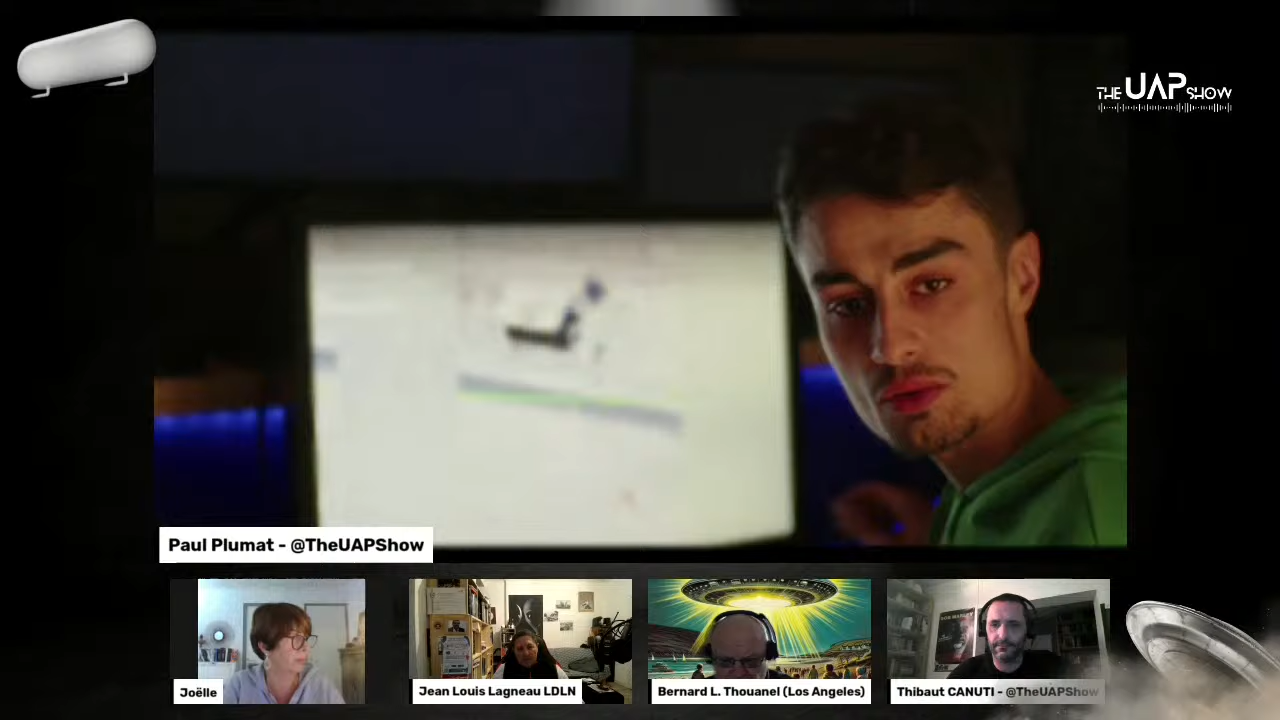 THE UAP SHOW
Paul Plumat - @TheUAPShow
Joëlle
Jean Louis Lagneau LDLN
Bernard L. Thouanel (Los Angeles)
Thibaut CANUTI - @TheUAPShow